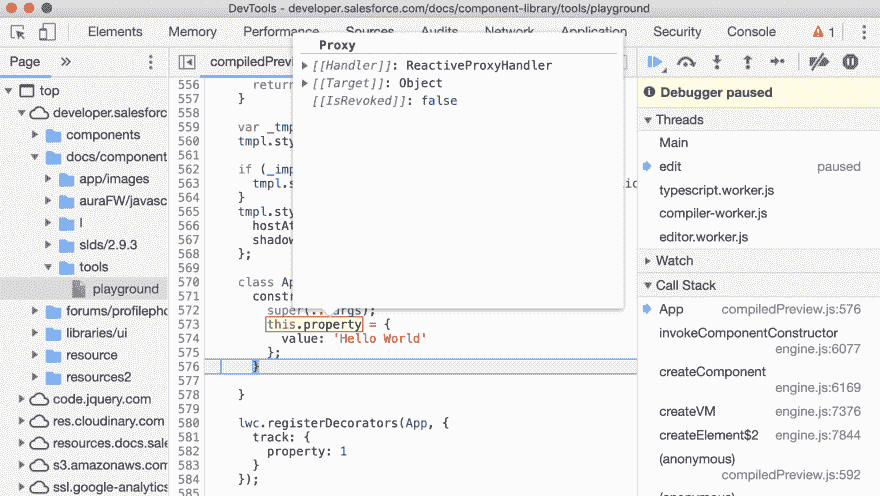 DevTools - developer.salesforce.com/docs/component-library/tools/playground
Elements Memory Performance Sources Audits Network Application Security Console 1
Page » compiledPrevi
top
developer.salesforc
components
docs/component
app/images
auraFW/javasc
l
slds/2.9.3
tools
playground
forums/profilepho
libraries/ui
resource
resources2
code.jquery.com
res.cloudinary.com
resources.docs.sale
s3.amazonaws.com
ssl.google-analytics
556 return
557 }
558
559 var _tmp
560 tmpl.sty
561
562 if (_imp
563 tmpl.s
564 }
565 tmpl.sty
566 hostAt
567 shadow
568 };
569
570 class Ap
571 const
572 super(...args);
573 this.property = {
574 value: 'Hello World'
575 };
576 }
577
578 }
579
580 lwc.registerDecorators(App, {
581 track: {
582 property: 1
583 }
584 });
585
Proxy
[[Handler]]: ReactiveProxyHandler
[[Target]]: Object
[[IsRevoked]]: false
Debugger paused
Threads
Main
edit paused
typescript.worker.js
compiler-worker.js
editor.worker.js
Watch
Call Stack
App compiledPreview.js:576
invokeComponentConstructor
engine.js:6077
createComponent
engine.js:6169
createVM engine.js:7376
createElement$2 engine.js:7844
(anonymous)
compiledPreview.js:592